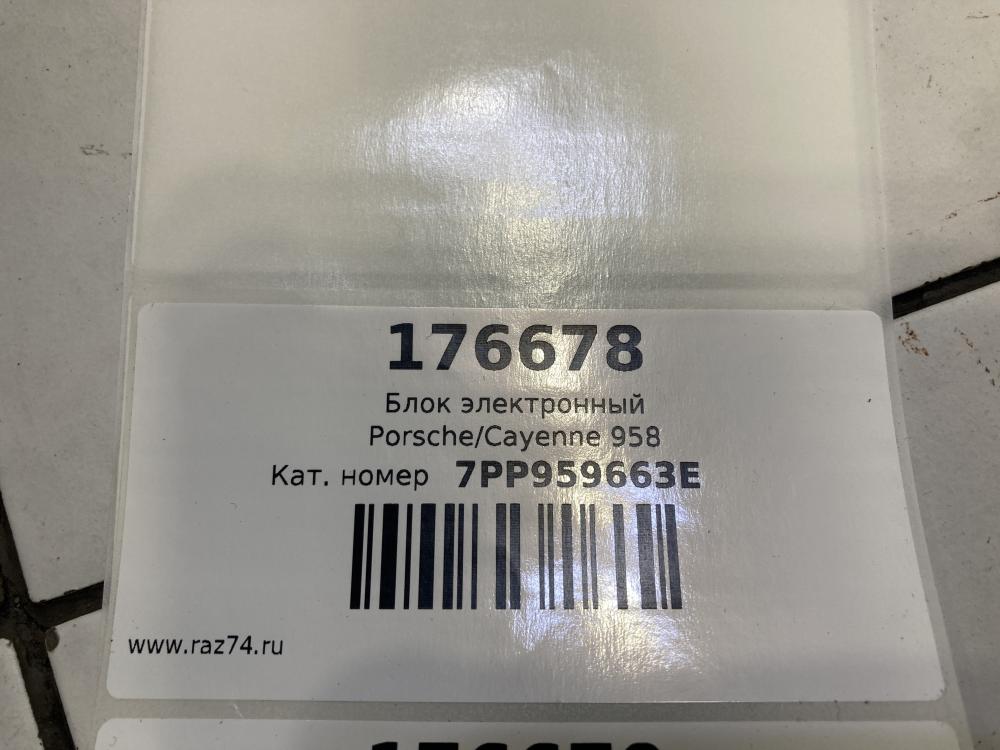 176678
Блок электронный
Porsche/Cayenne 958
Кат. номер 7PP959663E
www.raz74.ru